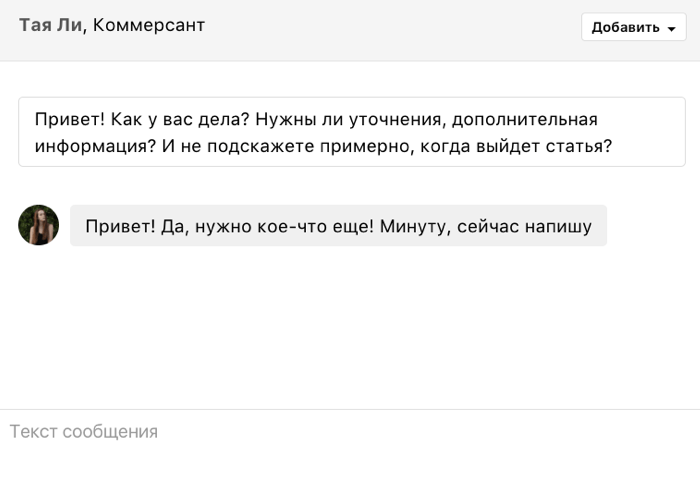 Тая Ли, Коммерсант
Добавить
Привет! Как у вас дела? Нужны ли уточнения, дополнительная
информация? И не подскажете примерно, когда выйдет статья?
Привет! Да, нужно кое-что еще! Минуту, сейчас напишу
Текст сообщения